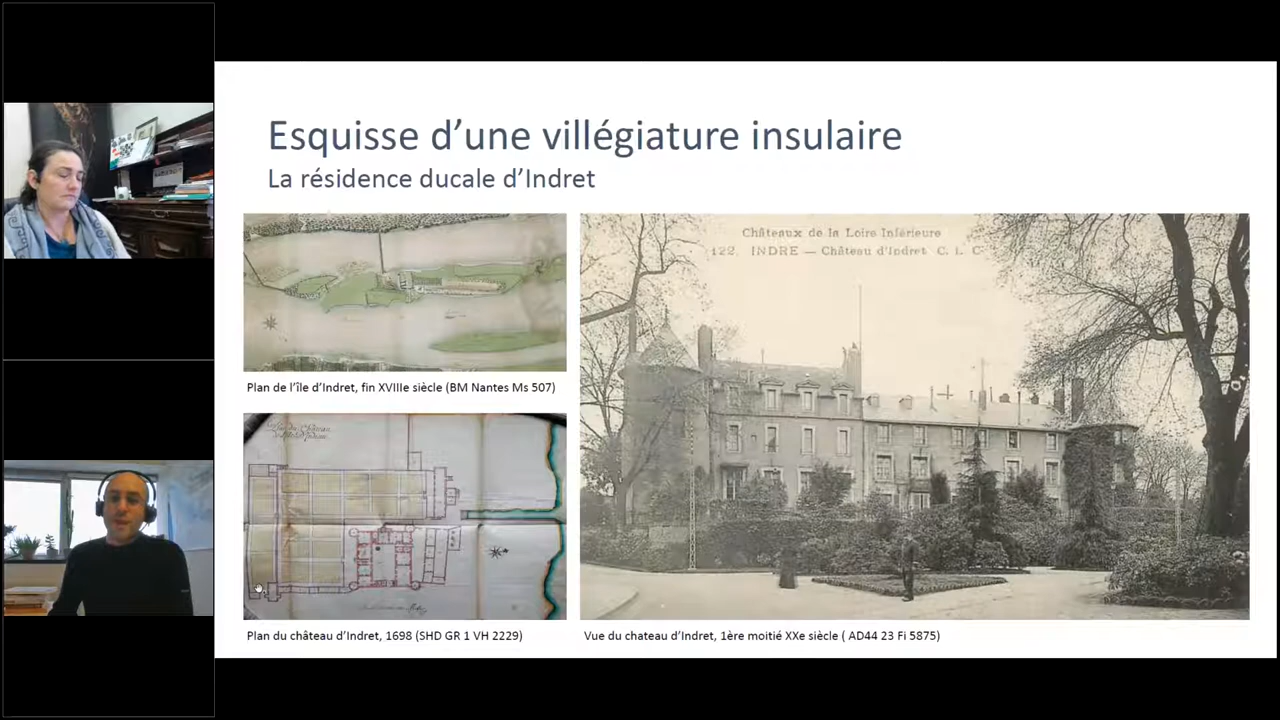 Esquisse d’une villégiature insulaire
La résidence ducale d’Indret
Châteaux de la Loire Inférieure
122. INDRE — Château d'Indret C. L. C.
Plan de l’île d’Indret, fin XVIIIe siècle (BM Nantes Ms 507)
Plan du château d’Indret, 1698 (SHD GR 1 VH 2229)
Vue du chateau d’Indret, 1ère moitié XXe siècle ( AD44 23 Fi 5875)